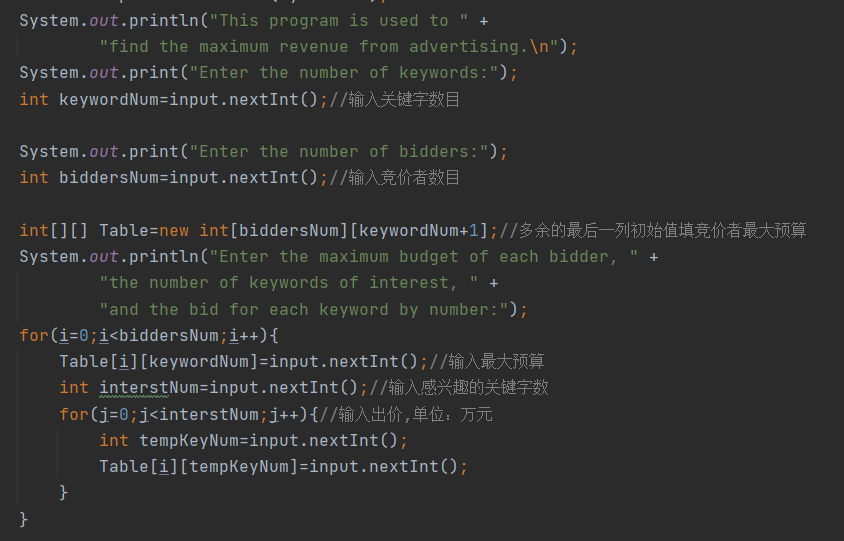 System.out.println("This program is used to " +
"find the maximum revenue from advertising.\n");
System.out.print("Enter the number of keywords:");
int keywordNum=input.nextInt();//输入关键字数目
System.out.print("Enter the number of bidders:");
int biddersNum=input.nextInt();//输入竞价者数目
int[][] Table=new int[biddersNum][keywordNum+1];//多余的最后一列初始值填竞价者最大预算
System.out.println("Enter the maximum budget of each bidder, " +
"the number of keywords of interest, " +
"and the bid for each keyword by number:");
for(i=0;i<biddersNum;i++){
Table[i][keywordNum]=input.nextInt();//输入最大预算
int interstNum=input.nextInt();//输入感兴趣的关键字数
for(j=0;j<interstNum;j++){//输入出价,单位：万元
int tempKeyNum=input.nextInt();
Table[i][tempKeyNum]=input.nextInt();
}
}